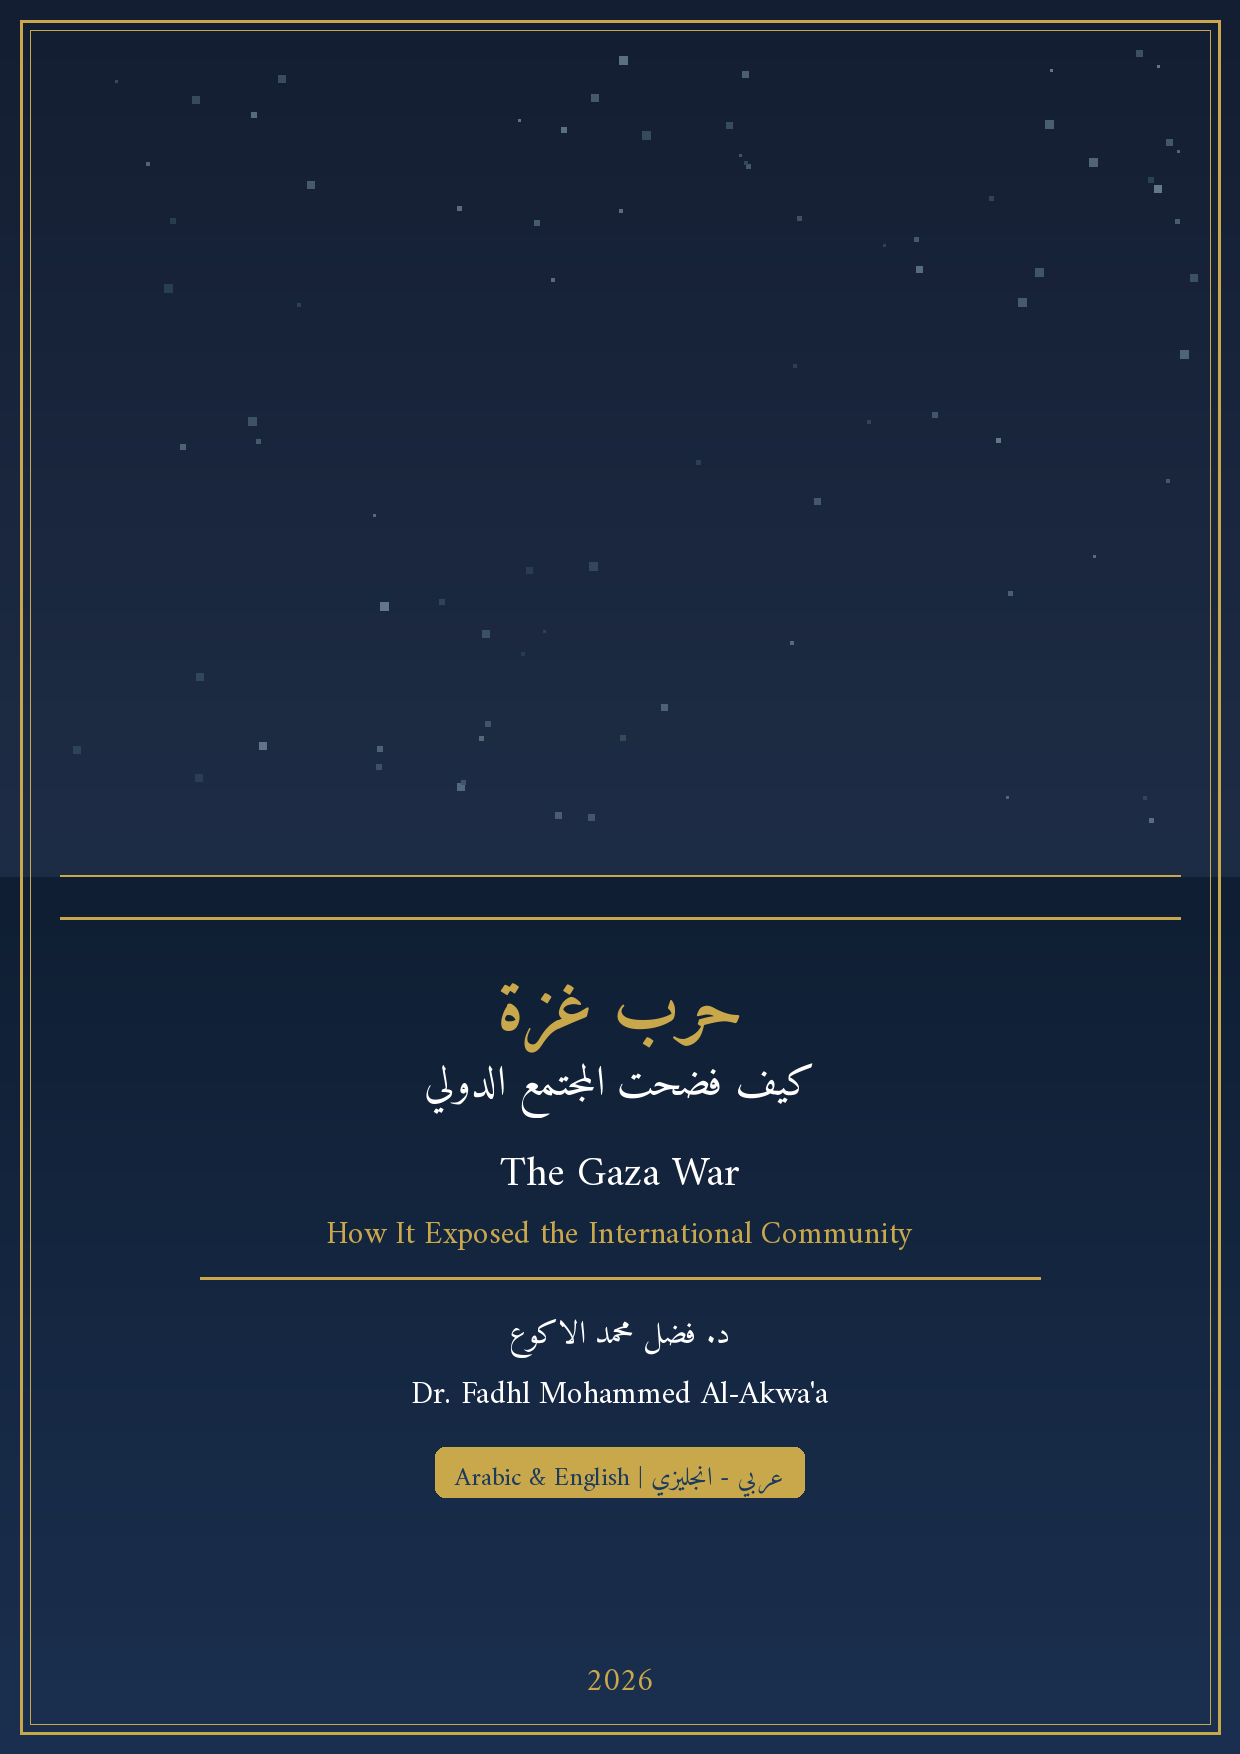 حرب غزة
كيف فضحت المجتمع الدولي
The Gaza War
How It Exposed the International Community
د. فضل محمد الاكوع
Dr. Fadhl Mohammed Al-Akwa'a
Arabic & English | عربي - انجليزي
2026